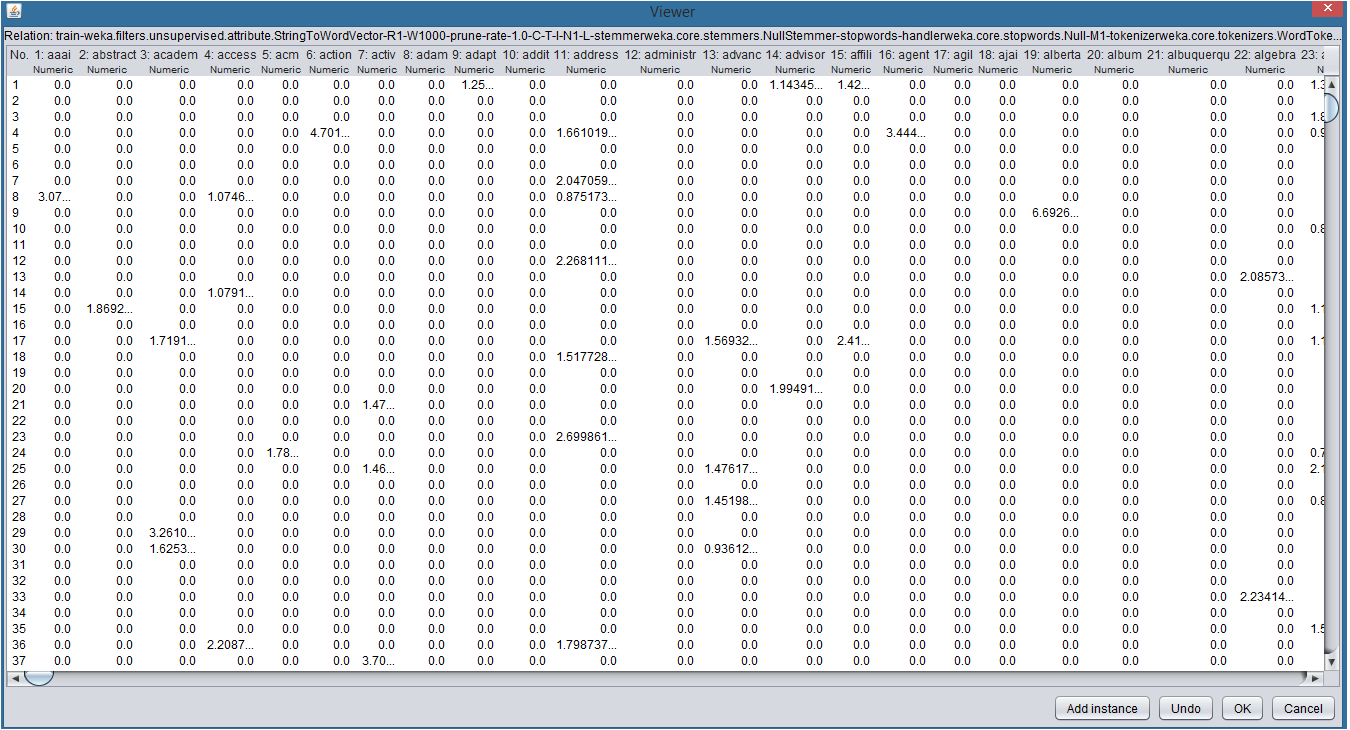 Viewer
Relation: train-weka.filters.unsupervised.attribute.StringToWordVector-R1-W1000-prune-rate-1.0-C-T-I-N1-L-stemmerweka.core.stemmers.NullStemmer-stopwords-handlerweka.core.stopwords.Null-M1-tokenizerweka.core.tokenizers.WordToke...
No. 1: aaai 2: abstract 3: academ 4: access 5: acm 6: action 7: activ 8: adam 9: adapt 10: addit 11: address 12: administr 13: advanc 14: advisor 15: affili 16: agent 17: agil 18: ajai 19: alberta 20: album 21: albuquerqu 22: algebra 23: a
Numeric Numeric Numeric Numeric Numeric Numeric Numeric Numeric Numeric Numeric Numeric Numeric Numeric Numeric Numeric Numeric Numeric Numeric Numeric Numeric Numeric Numeric N
1 0.0 0.0 0.0 0.0 0.0 0.0 0.0 0.0 1.25... 0.0 0.0 0.0 0.0 1.14345... 1.42... 0.0 0.0 0.0 0.0 0.0 0.0 0.0 1.3
2 0.0 0.0 0.0 0.0 0.0 0.0 0.0 0.0 0.0 0.0 0.0 0.0 0.0 0.0 0.0 0.0 0.0 0.0 0.0 0.0 0.0 0.0
3 0.0 0.0 0.0 0.0 0.0 0.0 0.0 0.0 0.0 0.0 0.0 0.0 0.0 0.0 0.0 0.0 0.0 0.0 0.0 0.0 0.0 0.0 1.8
4 0.0 0.0 0.0 0.0 0.0 4.701... 0.0 0.0 0.0 0.0 1.661019... 0.0 0.0 0.0 0.0 3.444... 0.0 0.0 0.0 0.0 0.0 0.0 0.9
5 0.0 0.0 0.0 0.0 0.0 0.0 0.0 0.0 0.0 0.0 0.0 0.0 0.0 0.0 0.0 0.0 0.0 0.0 0.0 0.0 0.0 0.0
6 0.0 0.0 0.0 0.0 0.0 0.0 0.0 0.0 0.0 0.0 0.0 0.0 0.0 0.0 0.0 0.0 0.0 0.0 0.0 0.0 0.0 0.0
7 0.0 0.0 0.0 0.0 0.0 0.0 0.0 0.0 0.0 0.0 2.047059... 0.0 0.0 0.0 0.0 0.0 0.0 0.0 0.0 0.0 0.0 0.0
8 3.07... 0.0 0.0 1.0746... 0.0 0.0 0.0 0.0 0.0 0.0 0.875173... 0.0 0.0 0.0 0.0 0.0 0.0 0.0 0.0 0.0 0.0 0.0
9 0.0 0.0 0.0 0.0 0.0 0.0 0.0 0.0 0.0 0.0 0.0 0.0 0.0 0.0 0.0 0.0 0.0 0.0 6.6926... 0.0 0.0 0.0
10 0.0 0.0 0.0 0.0 0.0 0.0 0.0 0.0 0.0 0.0 0.0 0.0 0.0 0.0 0.0 0.0 0.0 0.0 0.0 0.0 0.0 0.0 0.8
11 0.0 0.0 0.0 0.0 0.0 0.0 0.0 0.0 0.0 0.0 0.0 0.0 0.0 0.0 0.0 0.0 0.0 0.0 0.0 0.0 0.0 0.0
12 0.0 0.0 0.0 0.0 0.0 0.0 0.0 0.0 0.0 0.0 2.268111... 0.0 0.0 0.0 0.0 0.0 0.0 0.0 0.0 0.0 0.0 0.0
13 0.0 0.0 0.0 0.0 0.0 0.0 0.0 0.0 0.0 0.0 0.0 0.0 0.0 0.0 0.0 0.0 0.0 0.0 0.0 0.0 0.0 2.08573...
14 0.0 0.0 0.0 1.0791... 0.0 0.0 0.0 0.0 0.0 0.0 0.0 0.0 0.0 0.0 0.0 0.0 0.0 0.0 0.0 0.0 0.0 0.0
15 0.0 1.8692... 0.0 0.0 0.0 0.0 0.0 0.0 0.0 0.0 0.0 0.0 0.0 0.0 0.0 0.0 0.0 0.0 0.0 0.0 0.0 0.0 1.1
16 0.0 0.0 0.0 0.0 0.0 0.0 0.0 0.0 0.0 0.0 0.0 0.0 0.0 0.0 0.0 0.0 0.0 0.0 0.0 0.0 0.0 0.0
17 0.0 0.0 1.7191... 0.0 0.0 0.0 0.0 0.0 0.0 0.0 0.0 0.0 1.56932... 0.0 2.41... 0.0 0.0 0.0 0.0 0.0 0.0 0.0 1.1
18 0.0 0.0 0.0 0.0 0.0 0.0 0.0 0.0 0.0 0.0 1.517728... 0.0 0.0 0.0 0.0 0.0 0.0 0.0 0.0 0.0 0.0 0.0
19 0.0 0.0 0.0 0.0 0.0 0.0 0.0 0.0 0.0 0.0 0.0 0.0 0.0 0.0 0.0 0.0 0.0 0.0 0.0 0.0 0.0 0.0
20 0.0 0.0 0.0 0.0 0.0 0.0 0.0 0.0 0.0 0.0 0.0 0.0 0.0 1.99491... 0.0 0.0 0.0 0.0 0.0 0.0 0.0 0.0
21 0.0 0.0 0.0 0.0 0.0 0.0 1.47... 0.0 0.0 0.0 0.0 0.0 0.0 0.0 0.0 0.0 0.0 0.0 0.0 0.0 0.0 0.0
22 0.0 0.0 0.0 0.0 0.0 0.0 0.0 0.0 0.0 0.0 0.0 0.0 0.0 0.0 0.0 0.0 0.0 0.0 0.0 0.0 0.0 0.0
23 0.0 0.0 0.0 0.0 0.0 0.0 0.0 0.0 0.0 0.0 2.699861... 0.0 0.0 0.0 0.0 0.0 0.0 0.0 0.0 0.0 0.0 0.0
24 0.0 0.0 0.0 0.0 1.78... 0.0 0.0 0.0 0.0 0.0 0.0 0.0 0.0 0.0 0.0 0.0 0.0 0.0 0.0 0.0 0.0 0.0 0.7
25 0.0 0.0 0.0 0.0 0.0 0.0 1.46... 0.0 0.0 0.0 0.0 0.0 1.47617... 0.0 0.0 0.0 0.0 0.0 0.0 0.0 0.0 0.0 2.1
26 0.0 0.0 0.0 0.0 0.0 0.0 0.0 0.0 0.0 0.0 0.0 0.0 0.0 0.0 0.0 0.0 0.0 0.0 0.0 0.0 0.0 0.0
27 0.0 0.0 0.0 0.0 0.0 0.0 0.0 0.0 0.0 0.0 0.0 0.0 1.45198... 0.0 0.0 0.0 0.0 0.0 0.0 0.0 0.0 0.0 0.8
28 0.0 0.0 0.0 0.0 0.0 0.0 0.0 0.0 0.0 0.0 0.0 0.0 0.0 0.0 0.0 0.0 0.0 0.0 0.0 0.0 0.0 0.0
29 0.0 0.0 3.2610... 0.0 0.0 0.0 0.0 0.0 0.0 0.0 0.0 0.0 0.0 0.0 0.0 0.0 0.0 0.0 0.0 0.0 0.0 0.0
30 0.0 0.0 1.6253... 0.0 0.0 0.0 0.0 0.0 0.0 0.0 0.0 0.0 0.93612... 0.0 0.0 0.0 0.0 0.0 0.0 0.0 0.0 0.0
31 0.0 0.0 0.0 0.0 0.0 0.0 0.0 0.0 0.0 0.0 0.0 0.0 0.0 0.0 0.0 0.0 0.0 0.0 0.0 0.0 0.0 0.0
32 0.0 0.0 0.0 0.0 0.0 0.0 0.0 0.0 0.0 0.0 0.0 0.0 0.0 0.0 0.0 0.0 0.0 0.0 0.0 0.0 0.0 0.0
33 0.0 0.0 0.0 0.0 0.0 0.0 0.0 0.0 0.0 0.0 0.0 0.0 0.0 0.0 0.0 0.0 0.0 0.0 0.0 0.0 0.0 2.23414...
34 0.0 0.0 0.0 0.0 0.0 0.0 0.0 0.0 0.0 0.0 0.0 0.0 0.0 0.0 0.0 0.0 0.0 0.0 0.0 0.0 0.0 0.0
35 0.0 0.0 0.0 0.0 0.0 0.0 0.0 0.0 0.0 0.0 0.0 0.0 0.0 0.0 0.0 0.0 0.0 0.0 0.0 0.0 0.0 0.0 1.5
36 0.0 0.0 0.0 2.2087... 0.0 0.0 0.0 0.0 0.0 0.0 1.798737... 0.0 0.0 0.0 0.0 0.0 0.0 0.0 0.0 0.0 0.0 0.0
37 0.0 0.0 0.0 0.0 0.0 0.0 3.70... 0.0 0.0 0.0 0.0 0.0 0.0 0.0 0.0 0.0 0.0 0.0 0.0 0.0 0.0 0.0
Add instance Undo OK Cancel